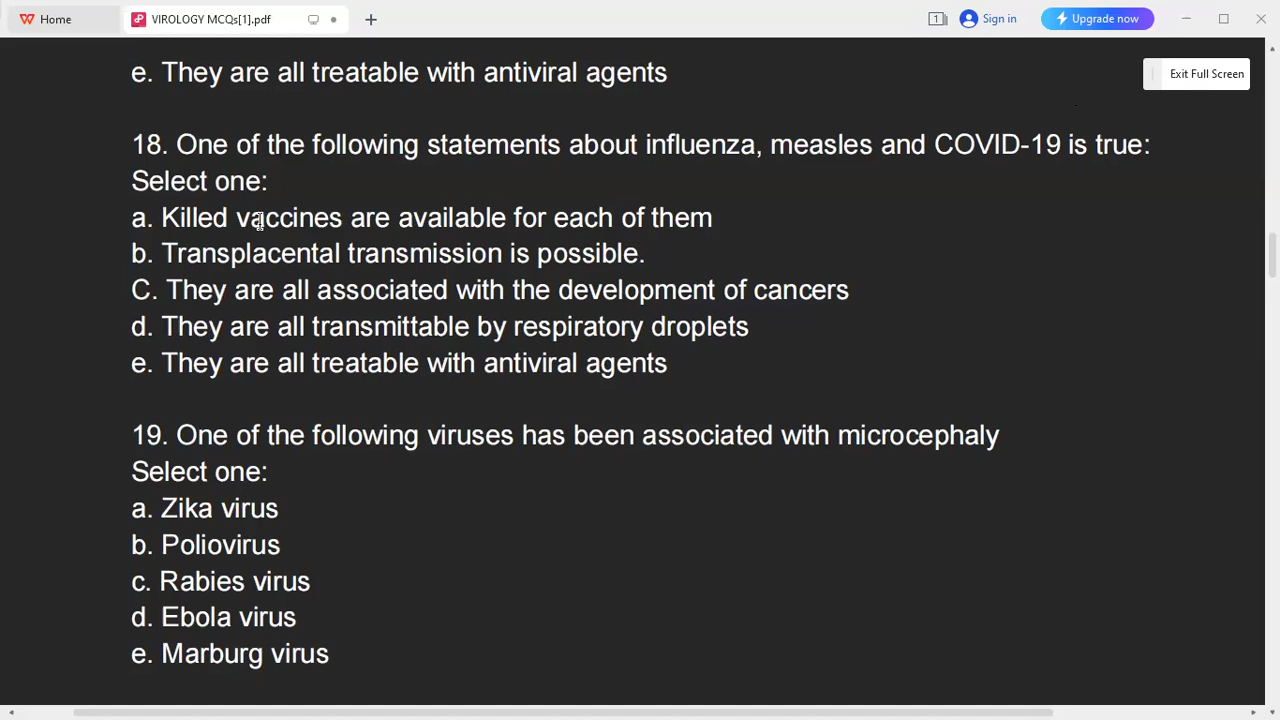 Home
VIROLOGY MCQs[1].pdf
1
Sign in
Upgrade now
Exit Full Screen
e. They are all treatable with antiviral agents
18. One of the following statements about influenza, measles and COVID-19 is true:
Select one:
a. Killed vaccines are available for each of them
b. Transplacental transmission is possible.
C. They are all associated with the development of cancers
d. They are all transmittable by respiratory droplets
e. They are all treatable with antiviral agents
19. One of the following viruses has been associated with microcephaly
Select one:
a. Zika virus
b. Poliovirus
c. Rabies virus
d. Ebola virus
e. Marburg virus